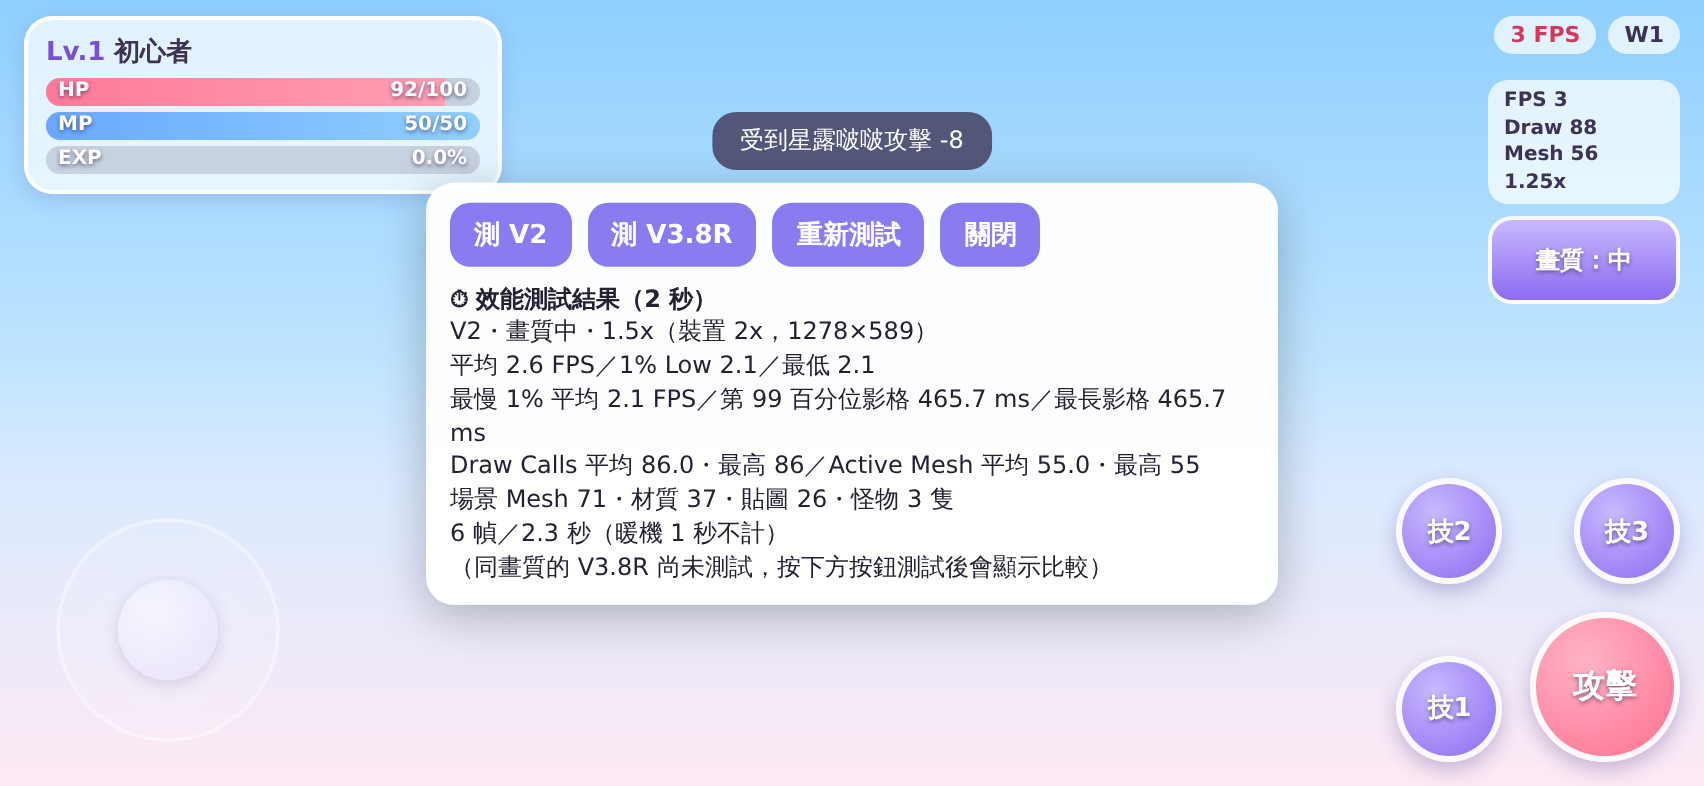 Lv.1 初心者
HP 92/100
MP 50/50
EXP 0.0%
受到星露啵啵攻擊 -8
3 FPS
W1
FPS 3
Draw 88
Mesh 56
1.25x
畫質：中
測 V2
測 V3.8R
重新測試
關閉
⏱ 效能測試結果（2 秒）
V2・畫質中・1.5x（裝置 2x，1278×589）
平均 2.6 FPS／1% Low 2.1／最低 2.1
最慢 1% 平均 2.1 FPS／第 99 百分位影格 465.7 ms／最長影格 465.7
ms
Draw Calls 平均 86.0・最高 86／Active Mesh 平均 55.0・最高 55
場景 Mesh 71・材質 37・貼圖 26・怪物 3 隻
6 幀／2.3 秒（暖機 1 秒不計）
（同畫質的 V3.8R 尚未測試，按下方按鈕測試後會顯示比較）
技2
技3
技1
攻擊